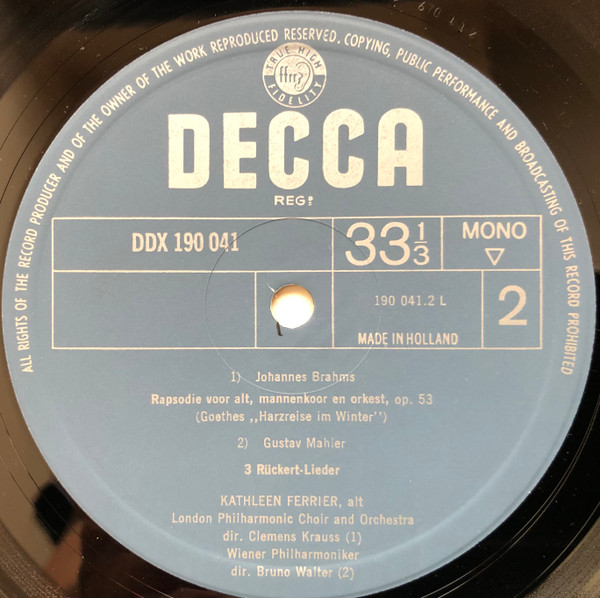 ALL RIGHTS OF THE RECORD PRODUCER AND OF THE OWNER OF THE WORK REPRODUCED RESERVED. COPYING, PUBLIC PERFORMANCE AND BROADCASTING OF THIS RECORD PROHIBITED
TRUE HIGH
ffrr
FIDELITY
DECCA
REGD
DDX 190 041
33 1/3
MONO
▽
190 041.2 L
2
MADE IN HOLLAND
1) Johannes Brahms
Rapsodie voor alt, mannenkoor en orkest, op. 53
(Goethes ,,Harzreise im Winter")
2) Gustav Mahler
3 Rückert-Lieder
KATHLEEN FERRIER, alt
London Philharmonic Choir and Orchestra
dir. Clemens Krauss (1)
Wiener Philharmoniker
dir. Bruno Walter (2)